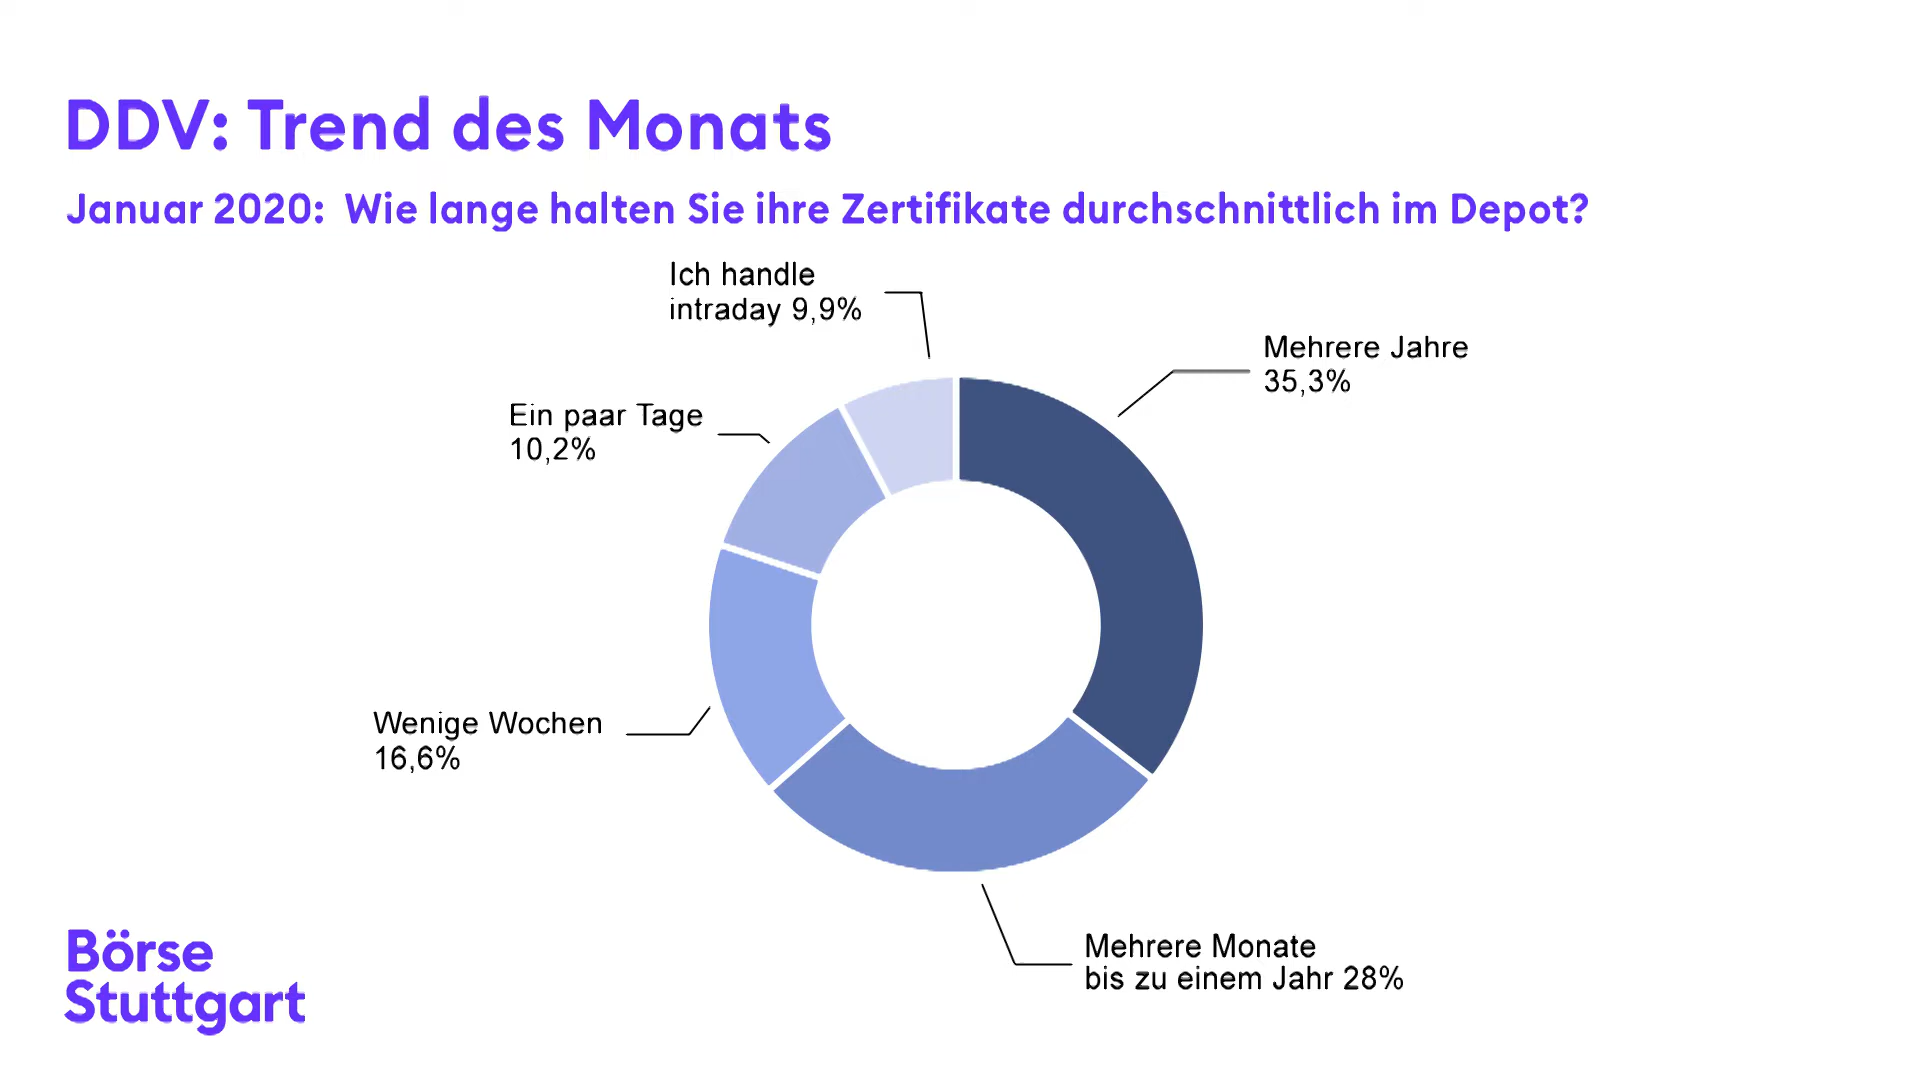 DDV: Trend des Monats
Januar 2020: Wie lange halten Sie ihre Zertifikate durchschnittlich im Depot?
Ich handle
intraday 9,9%
Mehrere Jahre
35,3%
Ein paar Tage
10,2%
Wenige Wochen
16,6%
Mehrere Monate
bis zu einem Jahr 28%
Börse
Stuttgart